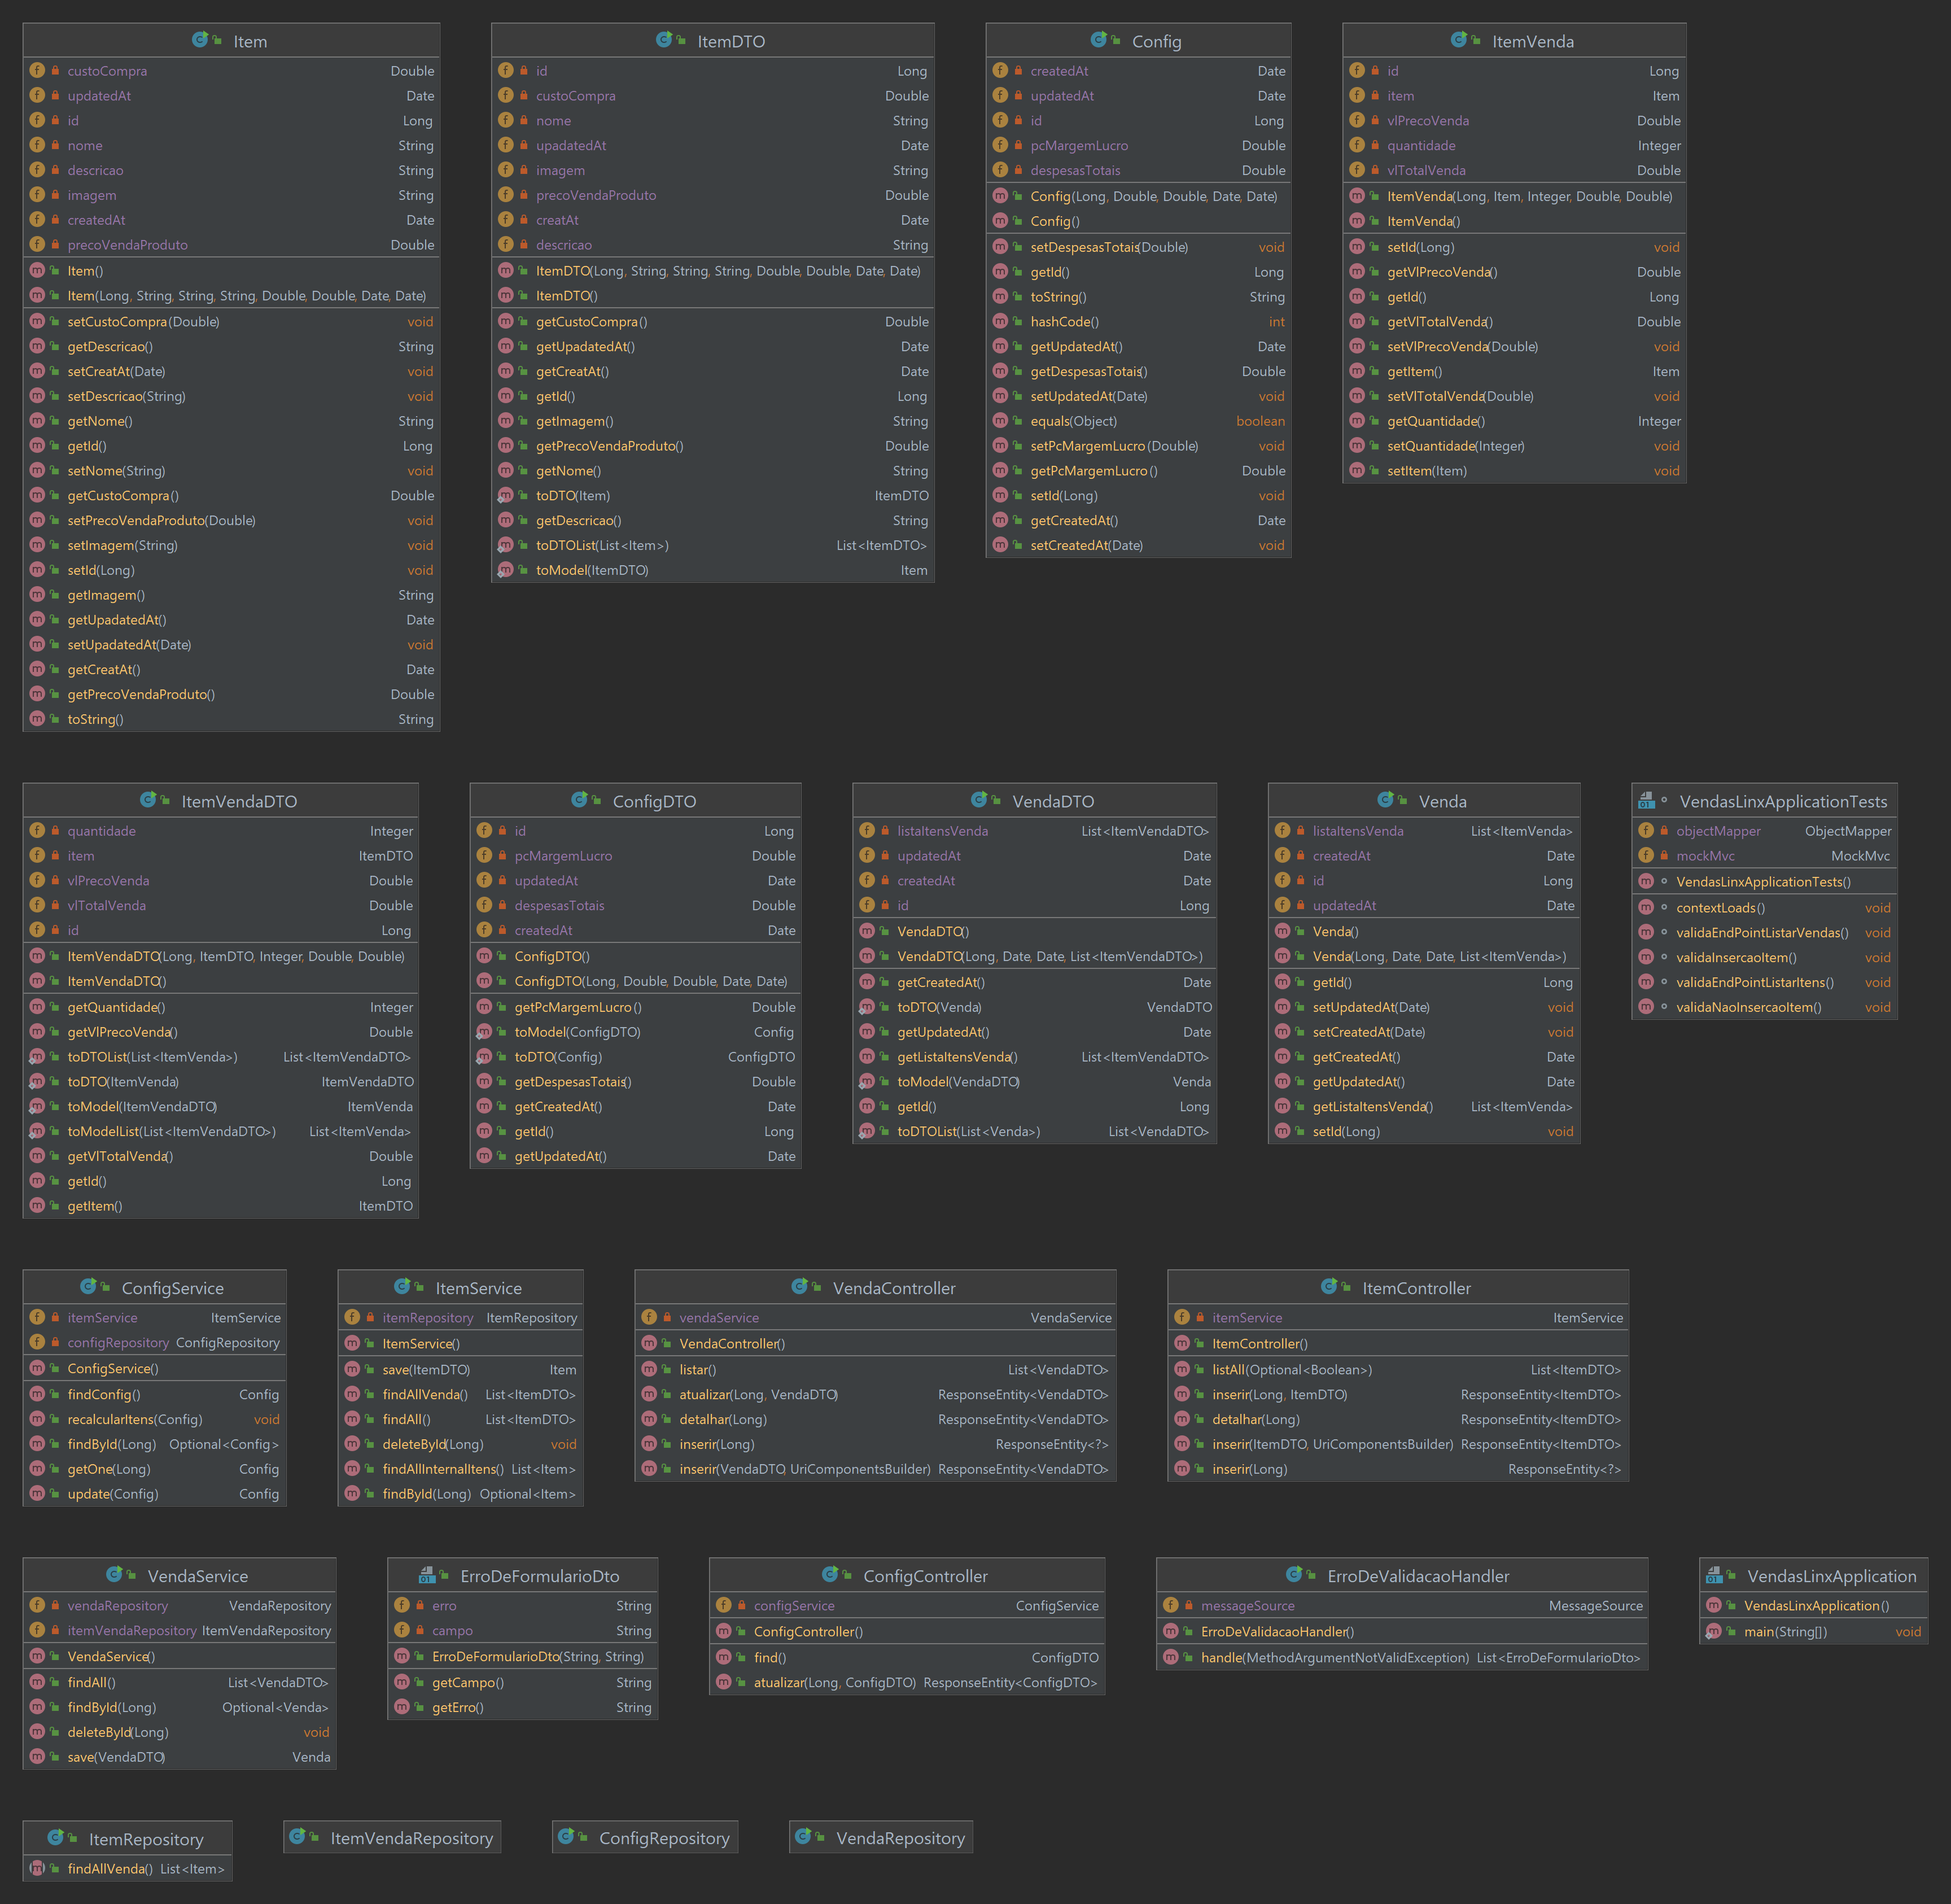 Item
custoCompra Double
updatedAt Date
id Long
nome String
descricao String
imagem String
createdAt Date
precoVendaProduto Double
Item()
Item(Long, String, String, String, Double, Double, Date, Date)
setCustoCompra(Double) void
getDescricao() String
setCreatAt(Date) void
setDescricao(String) void
getNome() String
getId() Long
setNome(String) void
getCustoCompra() Double
setPrecoVendaProduto(Double) void
setImagem(String) void
setId(Long) void
getImagem() String
getUpadatedAt() Date
setUpadatedAt(Date) void
getCreatAt() Date
getPrecoVendaProduto() Double
toString() String
ItemDTO
id Long
custoCompra Double
nome String
upadatedAt Date
imagem String
precoVendaProduto Double
creatAt Date
descricao String
ItemDTO(Long, String, String, String, Double, Double, Date, Date)
ItemDTO()
getCustoCompra() Double
getUpadatedAt() Date
getCreatAt() Date
getId() Long
getImagem() String
getPrecoVendaProduto() Double
getNome() String
toDTO(Item) ItemDTO
getDescricao() String
toDTOList(List<Item>) List<ItemDTO>
toModel(ItemDTO) Item
Config
createdAt Date
updatedAt Date
id Long
pcMargemLucro Double
despesasTotais Double
Config(Long, Double, Double, Date, Date)
Config()
setDespesasTotais(Double) void
getId() Long
toString() String
hashCode() int
getUpdatedAt() Date
getDespesasTotais() Double
setUpdatedAt(Date) void
equals(Object) boolean
setPcMargemLucro(Double) void
getPcMargemLucro() Double
setId(Long) void
getCreatedAt() Date
setCreatedAt(Date) void
ItemVenda
id Long
item Item
vlPrecoVenda Double
quantidade Integer
vlTotalVenda Double
ItemVenda(Long, Item, Integer, Double, Double)
ItemVenda()
setId(Long) void
getVlPrecoVenda() Double
getId() Long
getVlTotalVenda() Double
setVlPrecoVenda(Double) void
getItem() Item
setVlTotalVenda(Double) void
getQuantidade() Integer
setQuantidade(Integer) void
setItem(Item) void
ItemVendaDTO
quantidade Integer
item ItemDTO
vlPrecoVenda Double
vlTotalVenda Double
id Long
ItemVendaDTO(Long, ItemDTO, Integer, Double, Double)
ItemVendaDTO()
getQuantidade() Integer
getVlPrecoVenda() Double
toDTOList(List<ItemVenda>) List<ItemVendaDTO>
toDTO(ItemVenda) ItemVendaDTO
toModel(ItemVendaDTO) ItemVenda
toModelList(List<ItemVendaDTO>) List<ItemVenda>
getVlTotalVenda() Double
getId() Long
getItem() ItemDTO
ConfigDTO
id Long
pcMargemLucro Double
updatedAt Date
despesasTotais Double
createdAt Date
ConfigDTO()
ConfigDTO(Long, Double, Double, Date, Date)
getPcMargemLucro() Double
toModel(ConfigDTO) Config
toDTO(Config) ConfigDTO
getDespesasTotais() Double
getCreatedAt() Date
getId() Long
getUpdatedAt() Date
VendaDTO
listaItensVenda List<ItemVendaDTO>
updatedAt Date
createdAt Date
id Long
VendaDTO()
VendaDTO(Long, Date, Date, List<ItemVendaDTO>)
getCreatedAt() Date
toDTO(Venda) VendaDTO
getUpdatedAt() Date
getListaItensVenda() List<ItemVendaDTO>
toModel(VendaDTO) Venda
getId() Long
toDTOList(List<Venda>) List<VendaDTO>
Venda
listaItensVenda List<ItemVenda>
createdAt Date
id Long
updatedAt Date
Venda()
Venda(Long, Date, Date, List<ItemVenda>)
getId() Long
setUpdatedAt(Date) void
setCreatedAt(Date) void
getCreatedAt() Date
getUpdatedAt() Date
getListaItensVenda() List<ItemVenda>
setId(Long) void
VendasLinxApplicationTests
objectMapper ObjectMapper
mockMvc MockMvc
VendasLinxApplicationTests()
contextLoads() void
validaEndPointListarVendas() void
validaInsercaoItem() void
validaEndPointListarItens() void
validaNaoInsercaoItem() void
ConfigService
itemService ItemService
configRepository ConfigRepository
ConfigService()
findConfig() Config
recalcularItens(Config) void
findById(Long) Optional<Config>
getOne(Long) Config
update(Config) Config
ItemService
itemRepository ItemRepository
ItemService()
save(ItemDTO) Item
findAllVenda() List<ItemDTO>
findAll() List<ItemDTO>
deleteById(Long) void
findAllInternalItens() List<Item>
findById(Long) Optional<Item>
VendaController
vendaService VendaService
VendaController()
listar() List<VendaDTO>
atualizar(Long, VendaDTO) ResponseEntity<VendaDTO>
detalhar(Long) ResponseEntity<VendaDTO>
inserir(Long) ResponseEntity<?>
inserir(VendaDTO, UriComponentsBuilder) ResponseEntity<VendaDTO>
ItemController
itemService ItemService
ItemController()
listAll(Optional<Boolean>) List<ItemDTO>
inserir(Long, ItemDTO) ResponseEntity<ItemDTO>
detalhar(Long) ResponseEntity<ItemDTO>
inserir(ItemDTO, UriComponentsBuilder) ResponseEntity<ItemDTO>
inserir(Long) ResponseEntity<?>
VendaService
vendaRepository VendaRepository
itemVendaRepository ItemVendaRepository
VendaService()
findAll() List<VendaDTO>
findById(Long) Optional<Venda>
deleteById(Long) void
save(VendaDTO) Venda
ErroDeFormularioDto
erro String
campo String
ErroDeFormularioDto(String, String)
getCampo() String
getErro() String
ConfigController
configService ConfigService
ConfigController()
find() ConfigDTO
atualizar(Long, ConfigDTO) ResponseEntity<ConfigDTO>
ErroDeValidacaoHandler
messageSource MessageSource
ErroDeValidacaoHandler()
handle(MethodArgumentNotValidException) List<ErroDeFormularioDto>
VendasLinxApplication
VendasLinxApplication()
main(String[]) void
ItemRepository
findAllVenda() List<Item>
ItemVendaRepository
ConfigRepository
VendaRepository